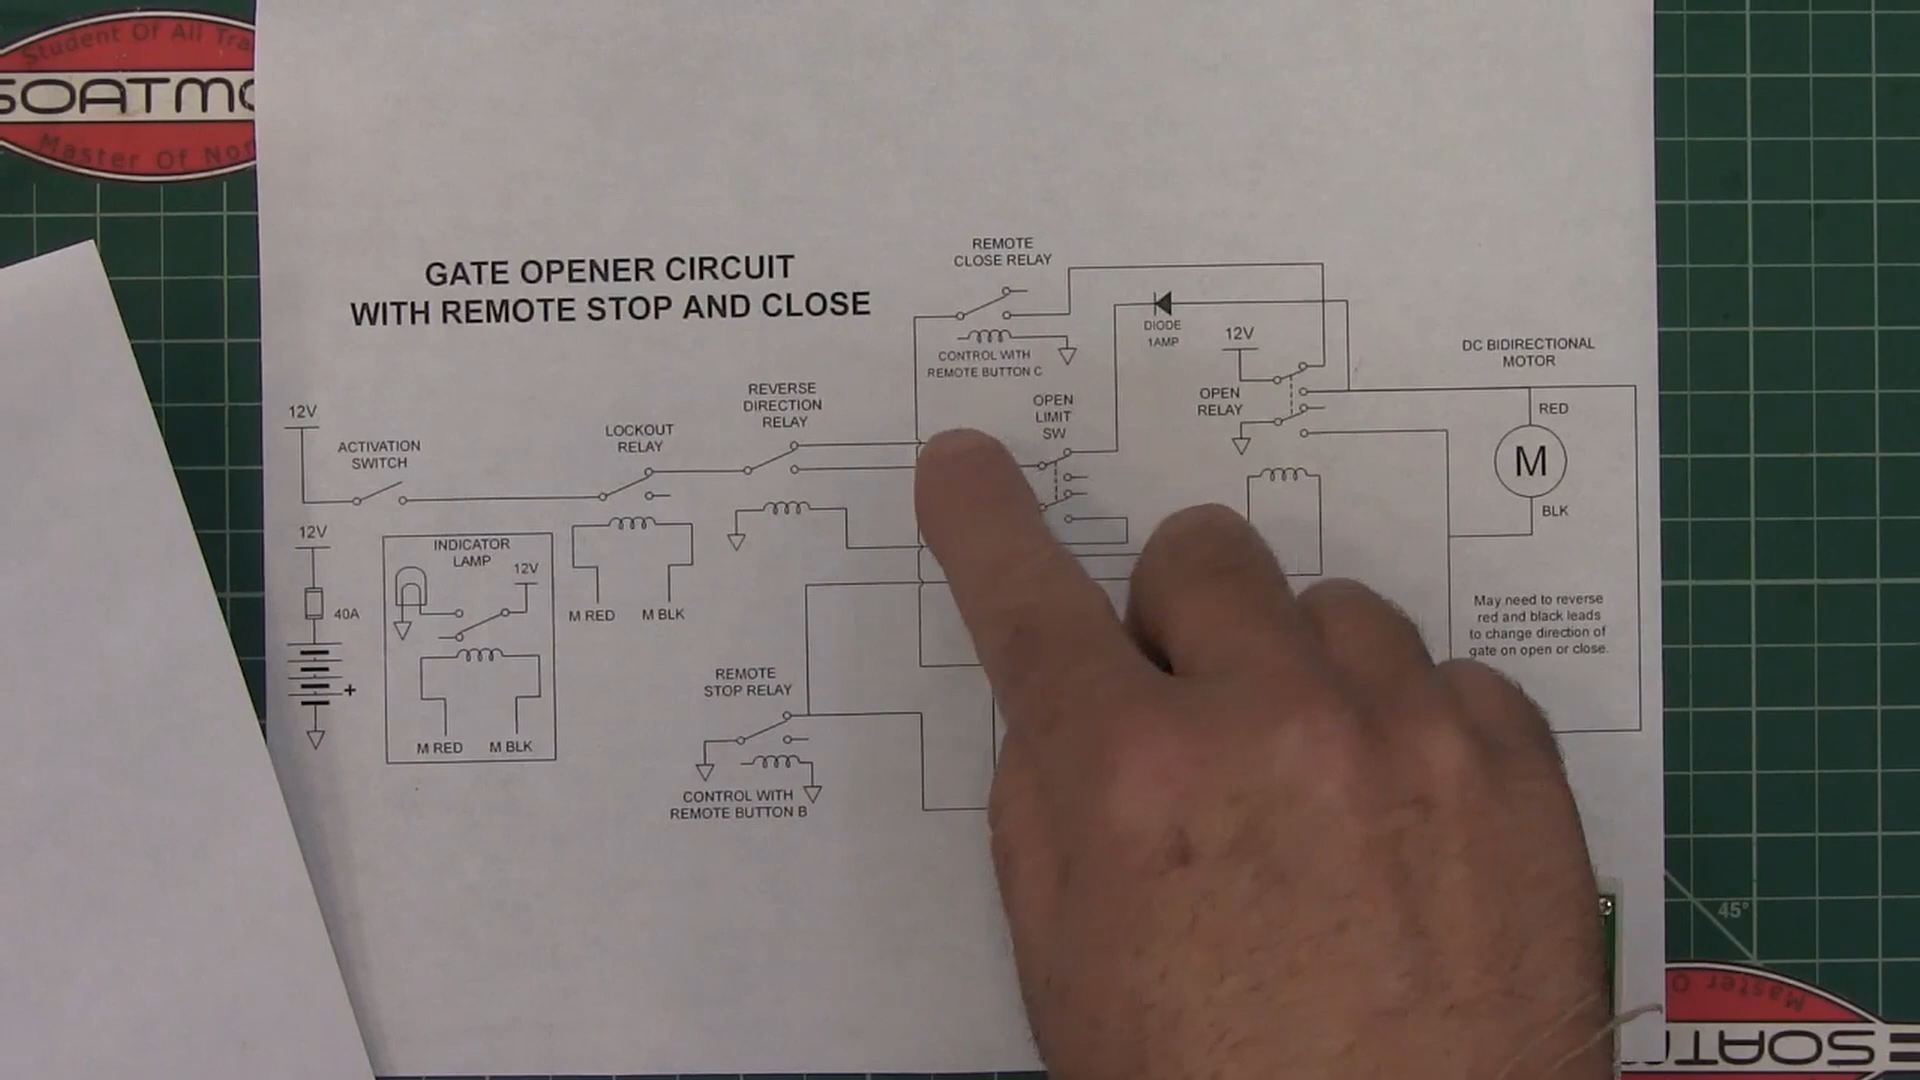 Student Of All Tra
SOATMO
Master Of Non
GATE OPENER CIRCUIT
WITH REMOTE STOP AND CLOSE
REMOTE
CLOSE RELAY
CONTROL WITH
REMOTE BUTTON C
DIODE
1AMP
12V
OPEN
RELAY
DC BIDIRECTIONAL
MOTOR
RED
M
BLK
OPEN
LIMIT
SW
REVERSE
DIRECTION
RELAY
LOCKOUT
RELAY
M RED
M BLK
12V
ACTIVATION
SWITCH
12V
40A
+
INDICATOR
LAMP
12V
M RED
M BLK
REMOTE
STOP RELAY
CONTROL WITH
REMOTE BUTTON B
May need to reverse
red and black leads
to change direction of
gate on open or close.
45°
Master O
SOATM